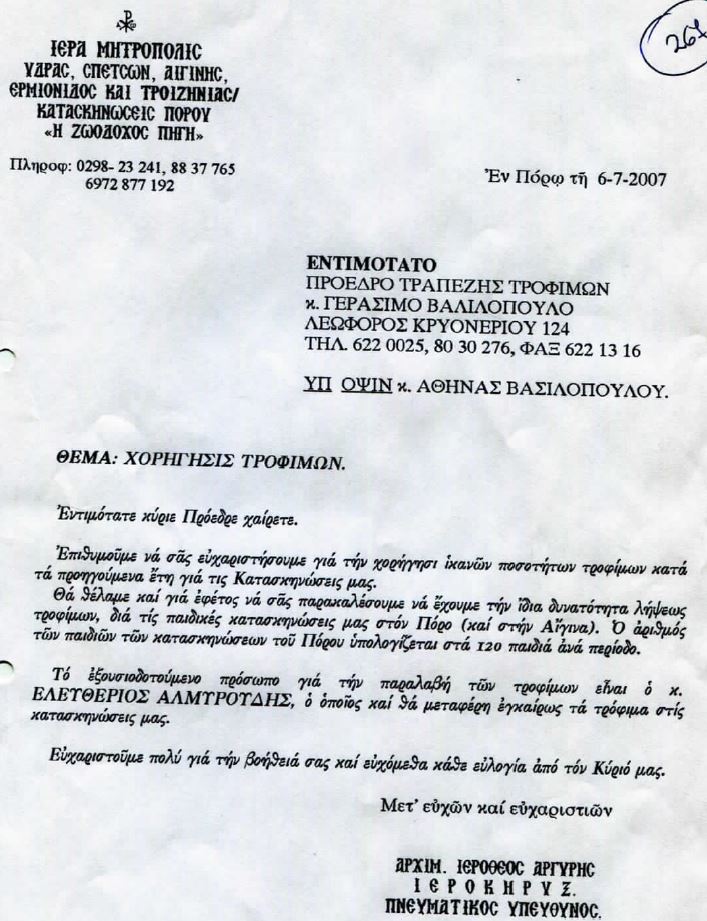 261
ΙΕΡΑ ΜΗΤΡΟΠΟΛΙΣ
ΥΔΡΑΣ, ΣΠΕΤΣΩΝ, ΑΙΓΙΝΗΣ,
ΕΡΜΙΟΝΙΔΟΣ ΚΑΙ ΤΡΟΙΖΗΝΙΑΣ/
ΚΑΤΑΣΚΗΝΩΣΕΙΣ ΠΟΡΟΥ
«Η ΖΩΟΔΟΧΟΣ ΠΗΓΗ»
Πληροφ: 0298- 23 241, 88 37 765
6972 877 192
Ἐν Πόρῳ τῆ 6-7-2007
ΕΝΤΙΜΟΤΑΤΟ
ΠΡΟΕΔΡΟ ΤΡΑΠΕΖΗΣ ΤΡΟΦΙΜΩΝ
κ. ΓΕΡΑΣΙΜΟ ΒΑΛΙΛΟΠΟΥΛΟ
ΛΕΩΦΟΡΟΣ ΚΡΥΟΝΕΡΙΟΥ 124
ΤΗΛ. 622 0025, 80 30 276, ΦΑΞ 622 13 16
ΥΠ ΟΨΙΝ κ. ΑΘΗΝΑΣ ΒΑΣΙΛΟΠΟΥΛΟΥ.
ΘΕΜΑ: ΧΟΡΗΓΗΣΙΣ ΤΡΟΦΙΜΩΝ.
Ἐντιμότατε κύριε Πρόεδρε χαίρετε.
Ἐπιθυμοῦμε νά σᾶς εὐχαριστήσουμε γιά τήν χορήγησι ἱκανῶν ποσοτήτων τροφίμων κατά
τά προηγούμενα ἔτη γιά τις Κατασκηνώσεις μας.
Θά θέλαμε καί γιά ἐφέτος νά σᾶς παρακαλέσουμε νά ἔχουμε τήν ἴδια δυνατότητα λήψεως
τροφίμων, διά τίς παιδικές κατασκηνώσεις μας στόν Πόρο (καί στήν Αἴγινα). Ὁ ἀριθμός
τῶν παιδιών τῶν κατασκηνώσεων τοῦ Πόρου ὑπολογίζεται στά 120 παιδιά ἀνά περίοδο.
Τό ἐξουσιοδοτούμενο πρόσωπο γιά τήν παραλαβή τῶν τροφίμων εἶναι ὁ κ.
ΕΛΕΥΘΕΡΙΟΣ ΑΛΜΥΡΟΥΔΗΣ, ὁ ὁποῖος καί θά μεταφέρη ἐγκαίρως τά τρόφιμα στίς
κατασκηνώσεις μας.
Εὐχαριστοῦμε πολύ γιά τήν βοήθειά σας καί εὐχόμεθα κάθε εὐλογία ἀπό τόν Κύριό μας.
Μετ' εὐχῶν καί εὐχαριστιῶν
ΑΡΧΙΜ. ΙΕΡΟΘΕΟΣ ΑΡΓΥΡΗΣ
ΙΕΡΟΚΗΡΥΞ.
ΠΝΕΥΜΑΤΙΚΟΣ ΥΠΕΥΘΥΝΟΣ.